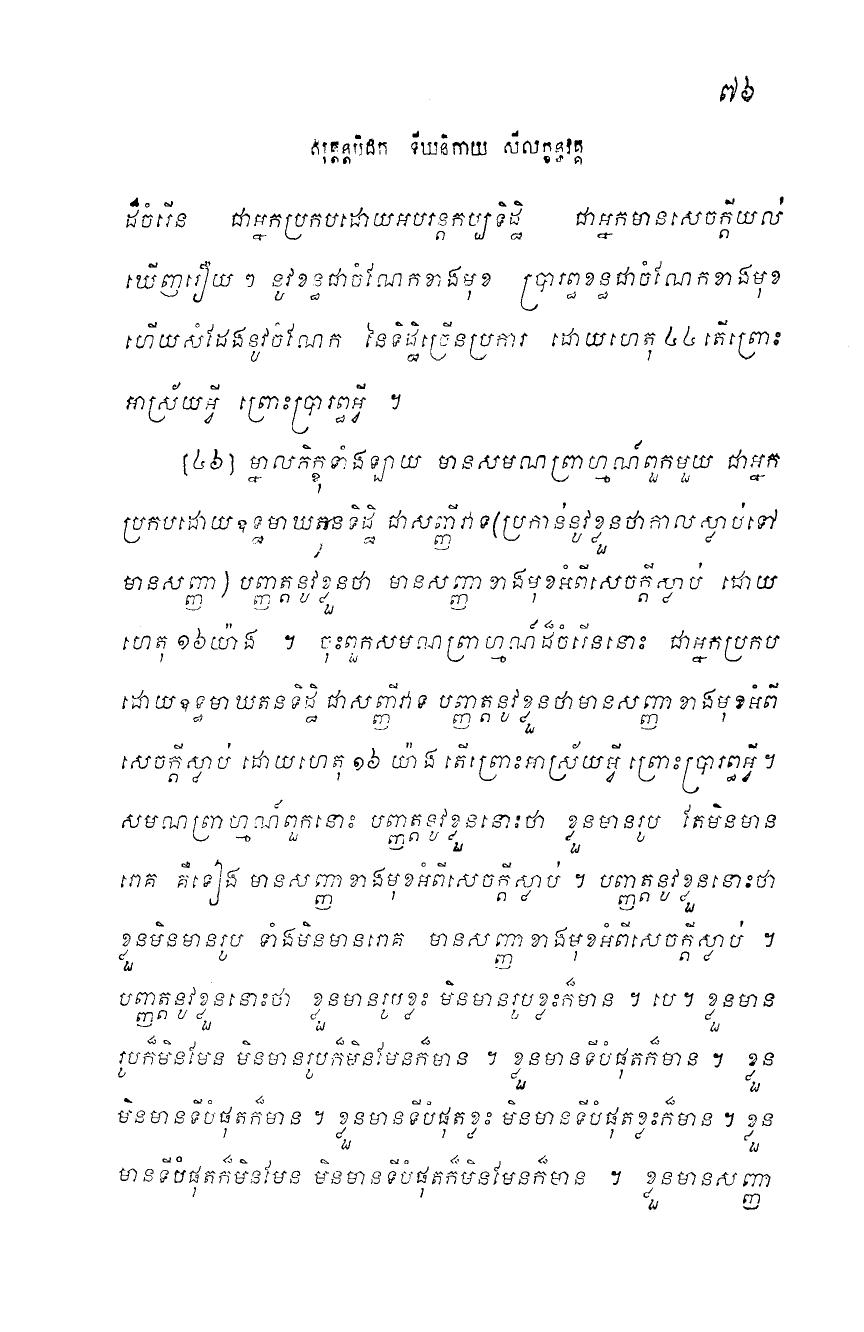 ៧៦
សុត្តន្តបិដក ទីឃនិកាយ សីលក្ខន្ធវគ្គ
ដ៏ចំរើន ជាអ្នកប្រកបដោយអបរន្តកប្បទិដ្ឋិ ជាអ្នកមានសេចក្តីយល់
ឃើញរឿយ ៗ នូវខន្ធជាចំណែកខាងមុខ ប្រារព្ធខន្ធជាចំណែកខាងមុខ
ហើយសំដែងនូវចំណែក នៃទិដ្ឋិច្រើនប្រការ ដោយហេតុ ៤៤ តើព្រោះ
អាស្រ័យអ្វី ព្រោះប្រារព្ធអ្វី ។
[៤៦] ម្នាលភិក្ខុទាំងឡាយ មានសមណព្រាហ្មណ៍ពួកមួយ ជាអ្នក
ប្រកបដោយឧទ្ធមាឃតនទិដ្ឋិ ជាសញ្ញីវាទ (ប្រកាន់នូវខ្លួនថាកាលស្លាប់ទៅ
មានសញ្ញា) បញ្ញត្តនូវខ្លួនថា មានសញ្ញាខាងមុខអំពីសេចក្តីស្លាប់ ដោយ
ហេតុ ១៦យ៉ាង ។ ចុះពួកសមណព្រាហ្មណ៍ដ៏ចំរើននោះ ជាអ្នកប្រកប
ដោយឧទ្ធមាឃតនទិដ្ឋិ ជាសញ្ញីវាទ បញ្ញត្តនូវខ្លួនថាមានសញ្ញាខាងមុខអំពី
សេចក្តីស្លាប់ ដោយហេតុ ១៦ យ៉ាង តើព្រោះអាស្រ័យអ្វី ព្រោះប្រារព្ធអ្វី។
សមណព្រាហ្មណ៍ពួកនោះ បញ្ញត្តនូវខ្លួននោះថា ខ្លួនមានរូប តែមិនមាន
រោគ គឺទៀង មានសញ្ញាខាងមុខអំពីសេចក្តីស្លាប់ ។ បញ្ញត្តនូវខ្លួននោះថា
ខ្លួនមិនមានរូប ទាំងមិនមានរោគ មានសញ្ញាខាងមុខអំពីសេចក្តីស្លាប់ ។
បញ្ញត្តនូវខ្លួននោះថា ខ្លួនមានរូបខ្លះ មិនមានរូបខ្លះក៏មាន ។ បេ។ ខ្លួនមាន
រូបក៏មិនមែន មិនមានរូបក៏មិនមែនក៏មាន ។ ខ្លួនមានទីបំផុតក៏មាន ។ ខ្លួន
មិនមានទីបំផុតក៏មាន ។ ខ្លួនមានទីបំផុតខ្លះ មិនមានទីបំផុតខ្លះក៏មាន ។ ខ្លួន
មានទីបំផុតក៏មិនមែន មិនមានទីបំផុតក៏មិនមែនក៏មាន ។ ខ្លួនមានសញ្ញា